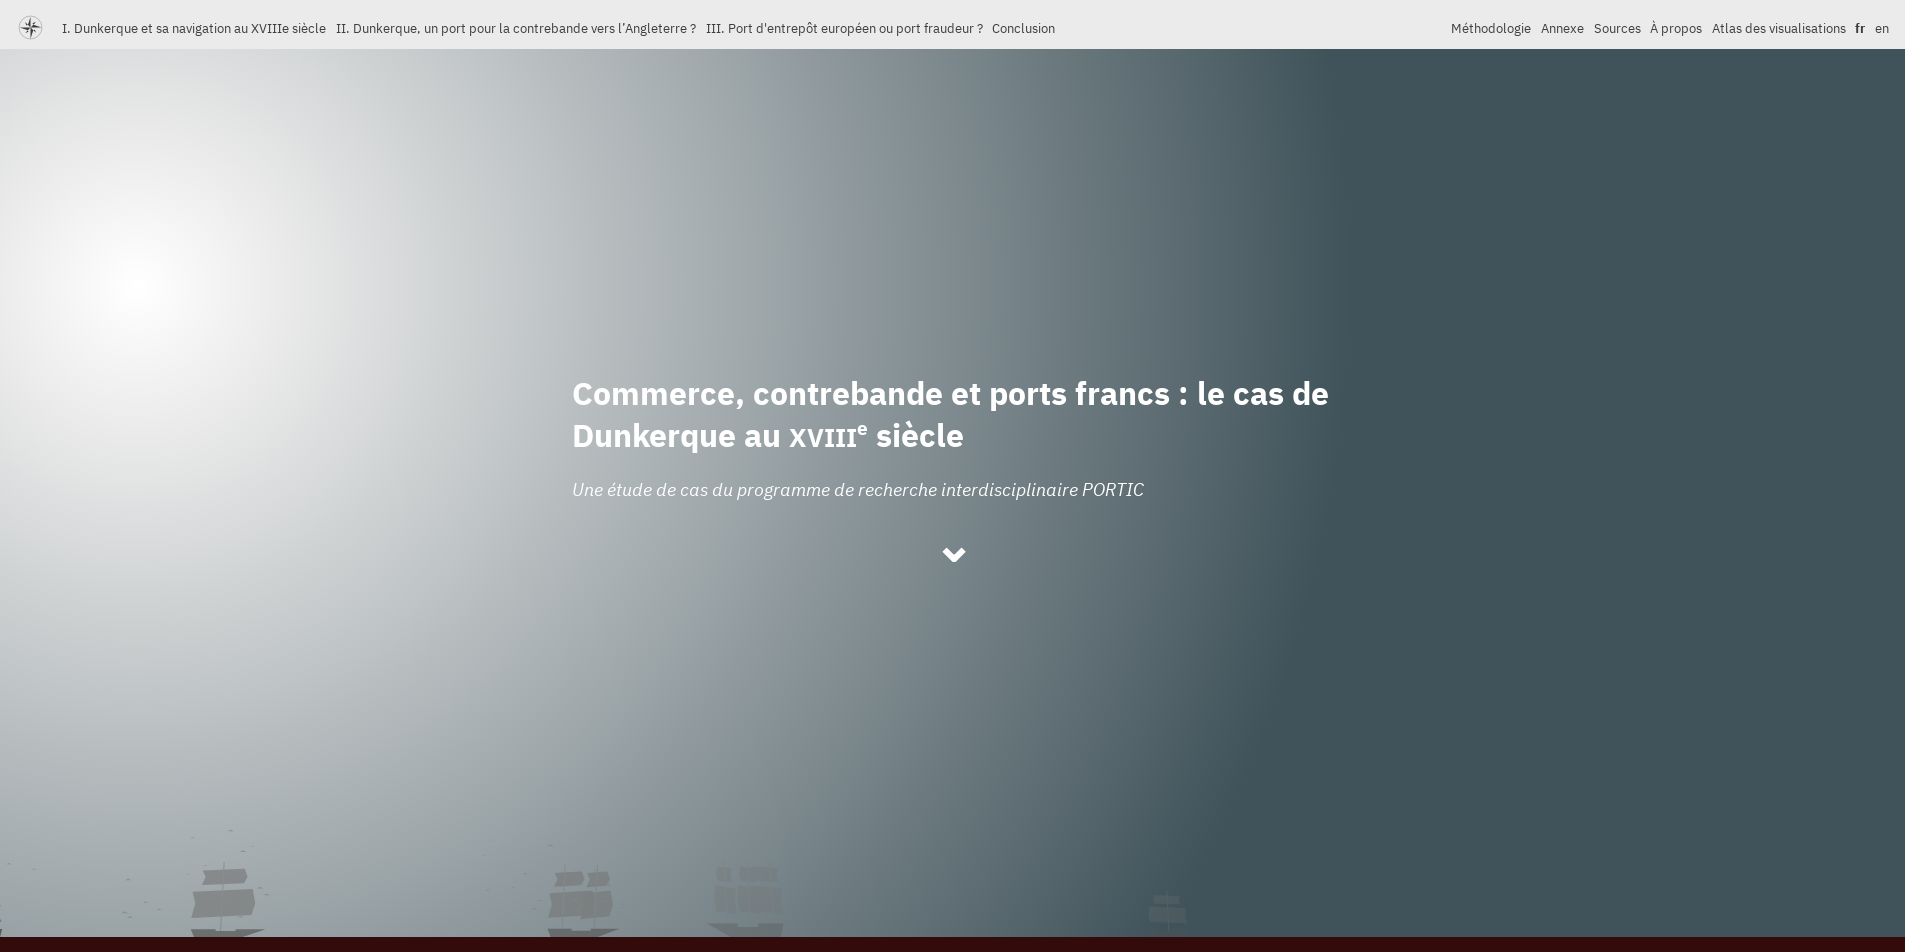 I. Dunkerque et sa navigation au XVIIIe siècle II. Dunkerque, un port pour la contrebande vers l’Angleterre ? III. Port d'entrepôt européen ou port fraudeur ? Conclusion Méthodologie Annexe Sources À propos Atlas des visualisations fr en
Commerce, contrebande et ports francs : le cas de
Dunkerque au XVIIIe siècle
Une étude de cas du programme de recherche interdisciplinaire PORTIC